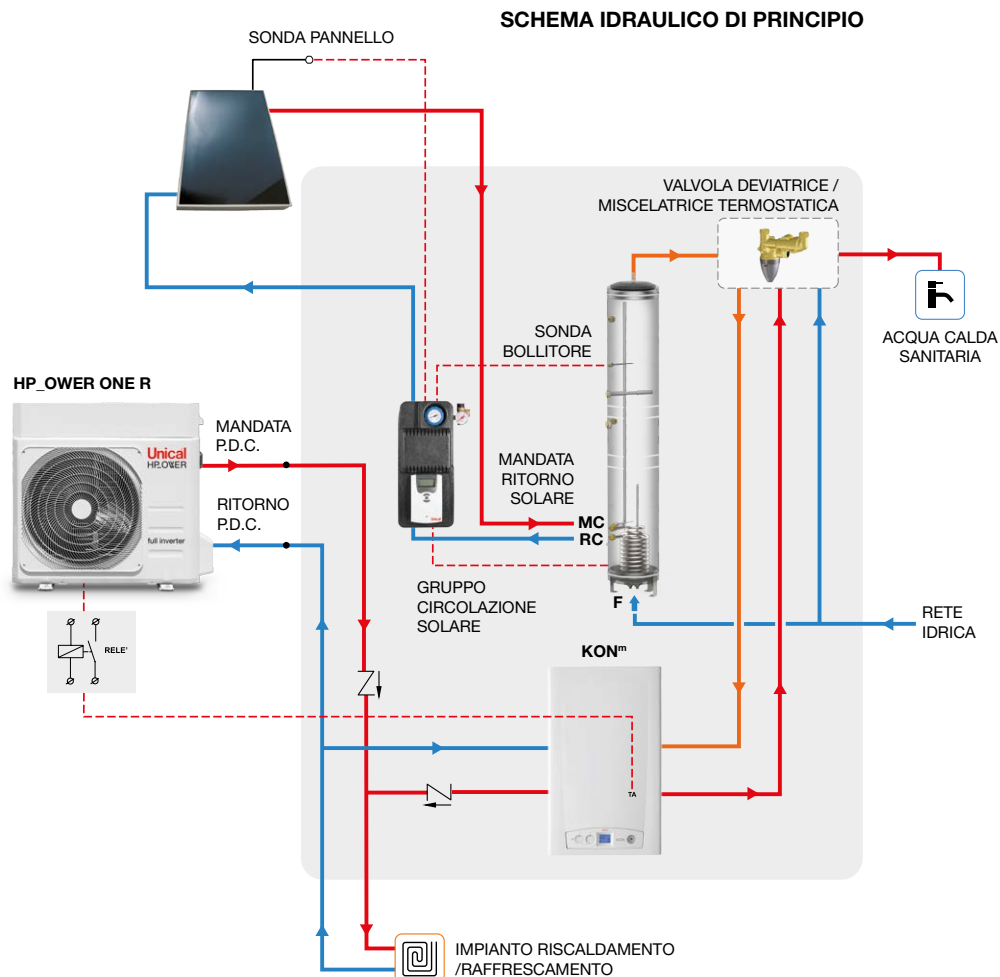 SCHEMA IDRAULICO DI PRINCIPIO
SONDA PANNELLO
VALVOLA DEVIATRICE /
MISCELATRICE TERMOSTATICA
ACQUA CALDA
SANITARIA
SONDA
BOLLITORE
HP_OWER ONE R
MANDATA
P.D.C.
Unical
HP_OWER
RITORNO
P.D.C.
full inverter
MANDATA
RITORNO
SOLARE
MC
RC
GRUPPO
CIRCOLAZIONE
SOLARE
F
RETE
IDRICA
RELE'
KONᵐ
TA
IMPIANTO RISCALDAMENTO
/RAFFRESCAMENTO